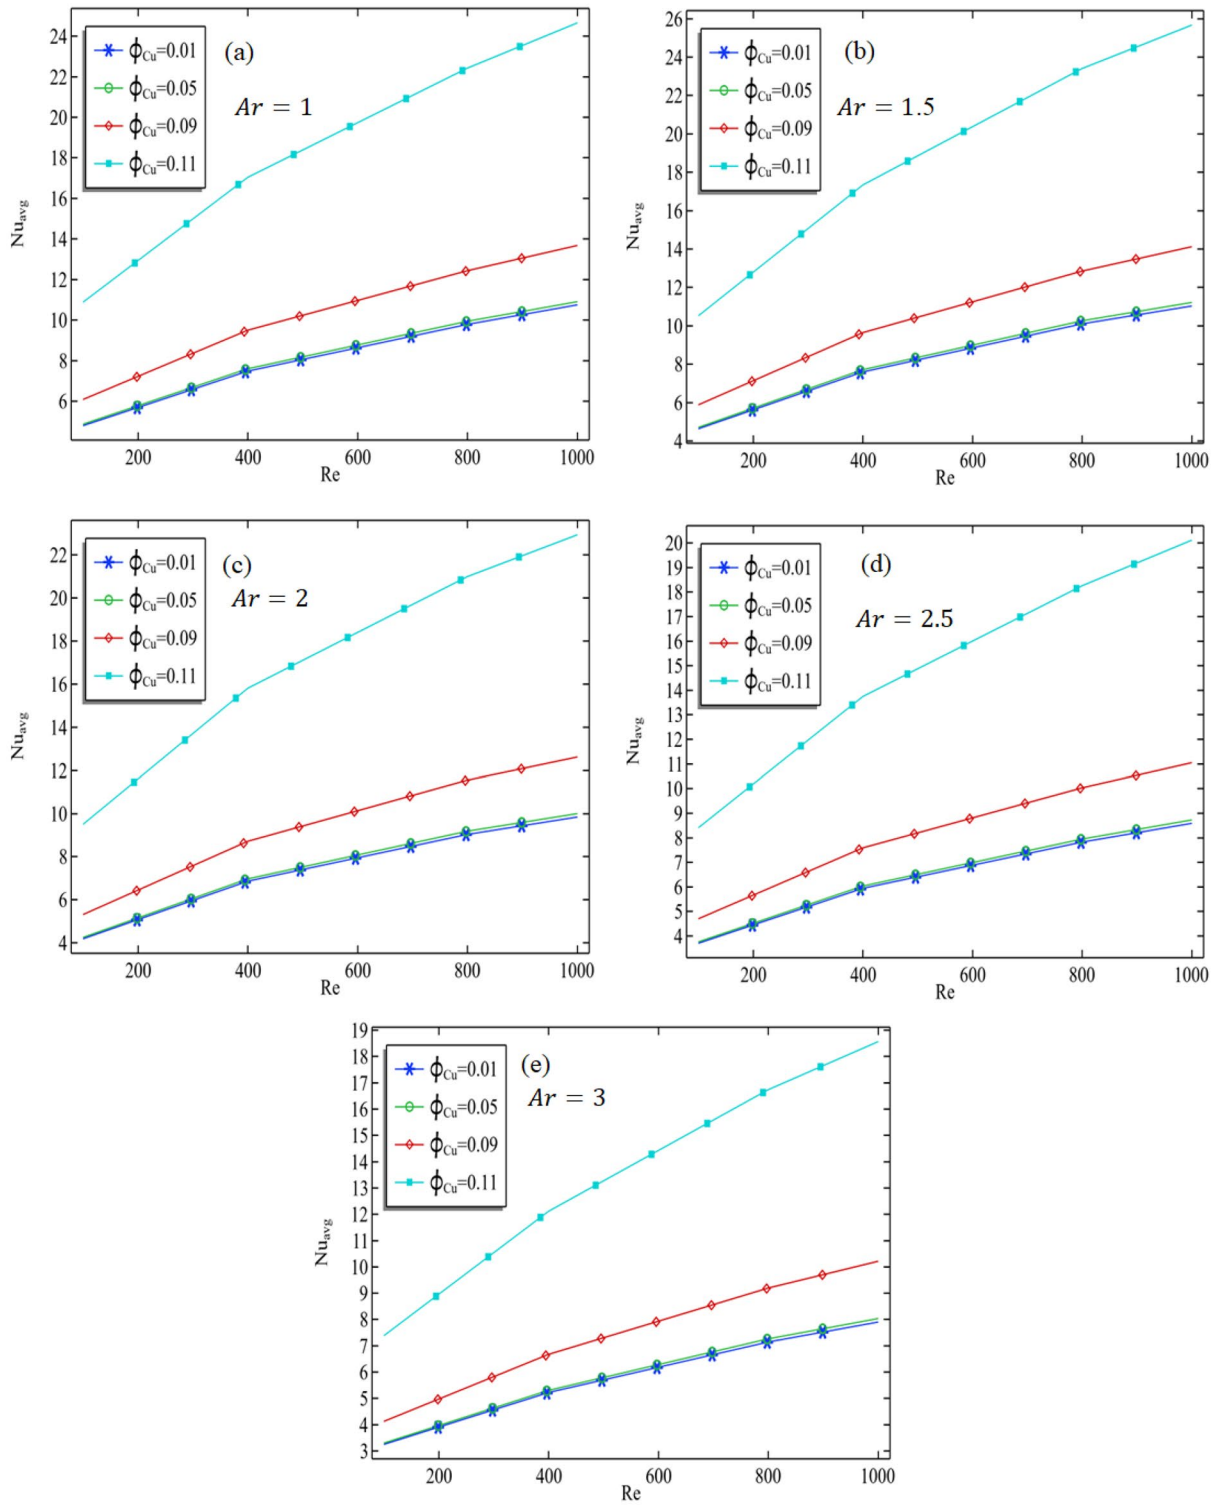 (a)
Ar = 1
ϕCu=0.01
ϕCu=0.05
ϕCu=0.09
ϕCu=0.11
24
22
20
18
16
14
12
10
8
6
Nuavg
200 400 600 800 1000
Re
(b)
Ar = 1.5
ϕCu=0.01
ϕCu=0.05
ϕCu=0.09
ϕCu=0.11
26
24
22
20
18
16
14
12
10
8
6
4
Nuavg
200 400 600 800 1000
Re
(c)
Ar = 2
ϕCu=0.01
ϕCu=0.05
ϕCu=0.09
ϕCu=0.11
22
20
18
16
14
12
10
8
6
4
Nuavg
200 400 600 800 1000
Re
(d)
Ar = 2.5
ϕCu=0.01
ϕCu=0.05
ϕCu=0.09
ϕCu=0.11
20
19
18
17
16
15
14
13
12
11
10
9
8
7
6
5
4
Nuavg
200 400 600 800 1000
Re
(e)
Ar = 3
ϕCu=0.01
ϕCu=0.05
ϕCu=0.09
ϕCu=0.11
19
18
17
16
15
14
13
12
11
10
9
8
7
6
5
4
3
Nuavg
200 400 600 800 1000
Re